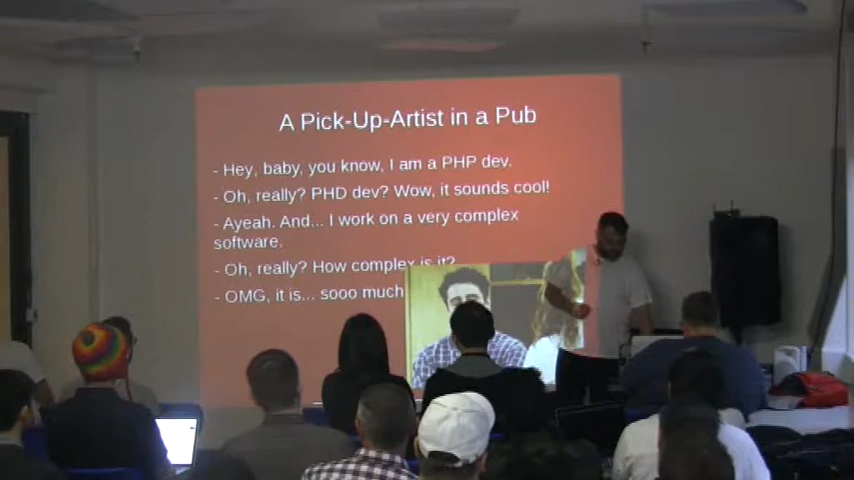 A Pick-Up-Artist in a Pub
- Hey, baby, you know, I am a PHP dev.
- Oh, really? PHD dev? Wow, it sounds cool!
- Ayeah. And... I work on a very complex
software.
- Oh, really? How complex is it?
- OMG, it is... sooo much